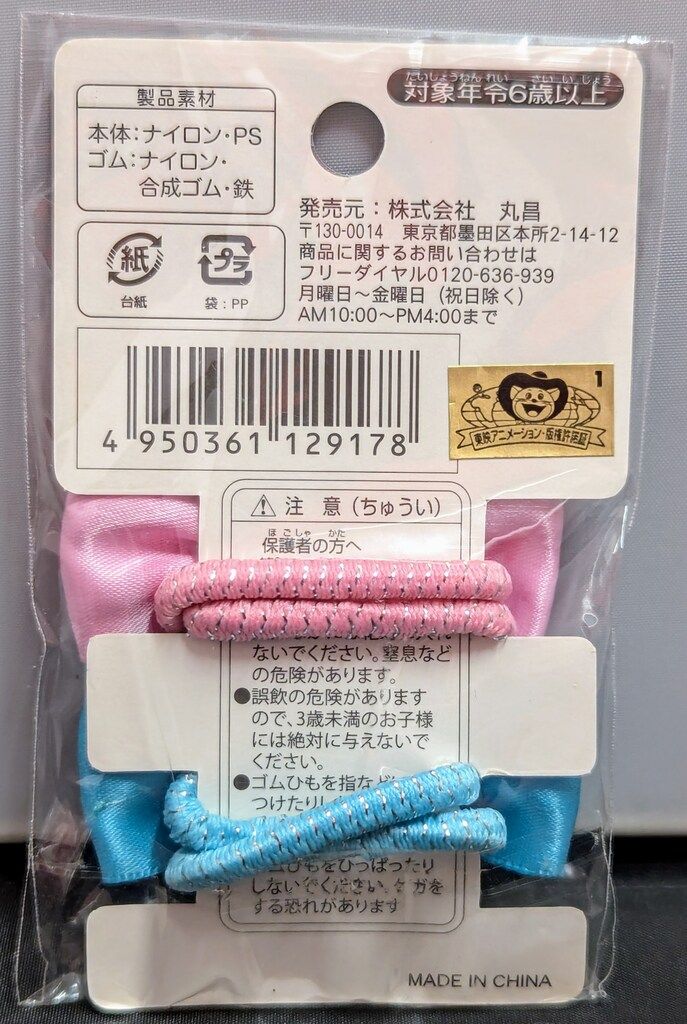 たいしょうねんれい さいいじょう
対象年令6歳以上
製品素材
本体：ナイロン・PS
ゴム：ナイロン・
合成ゴム・鉄
紙
台紙
プラ
袋：PP
発売元：株式会社 丸昌
〒130-0014 東京都墨田区本所2-14-12
商品に関するお問い合わせは
フリーダイヤル0120-636-939
月曜日～金曜日（祝日除く）
AM10:00～PM4:00まで
4 950361 129178
1
東映アニメーション・版権許諾証
注 意（ちゅうい）
ほごしゃ かた
保護者の方へ
ないでください。窒息など
の危険があります。
●誤飲の危険があります
ので、3歳未満のお子様
には絶対に与えないで
ください。
●ゴムひもを指など
つけたり
ひもをひっぱったり
しないでください。ケガを
する恐れがあります
MADE IN CHINA